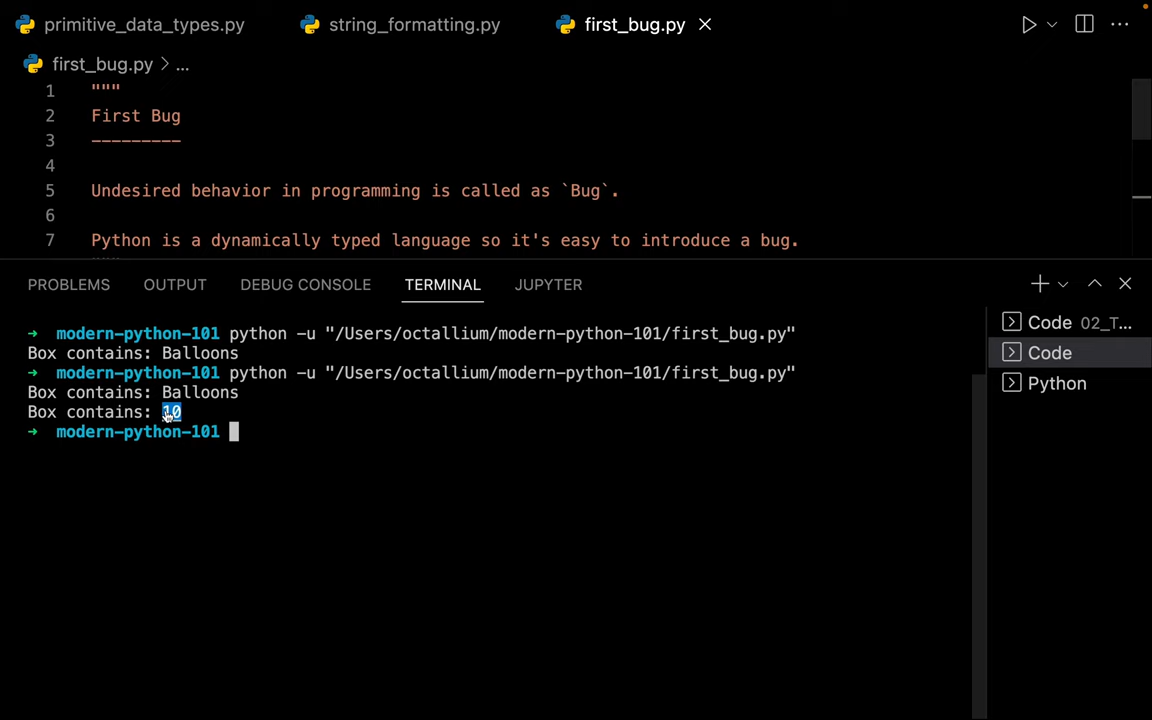 primitive_data_types.py string_formatting.py first_bug.py
first_bug.py > ...
1 """
2 First Bug
3 ---------
4
5 Undesired behavior in programming is called as `Bug`.
6
7 Python is a dynamically typed language so it's easy to introduce a bug.
"""
PROBLEMS OUTPUT DEBUG CONSOLE TERMINAL JUPYTER
→ modern-python-101 python -u "/Users/octallium/modern-python-101/first_bug.py"
Box contains: Balloons
→ modern-python-101 python -u "/Users/octallium/modern-python-101/first_bug.py"
Box contains: Balloons
Box contains: 10
→ modern-python-101
Code 02_T...
Code
Python